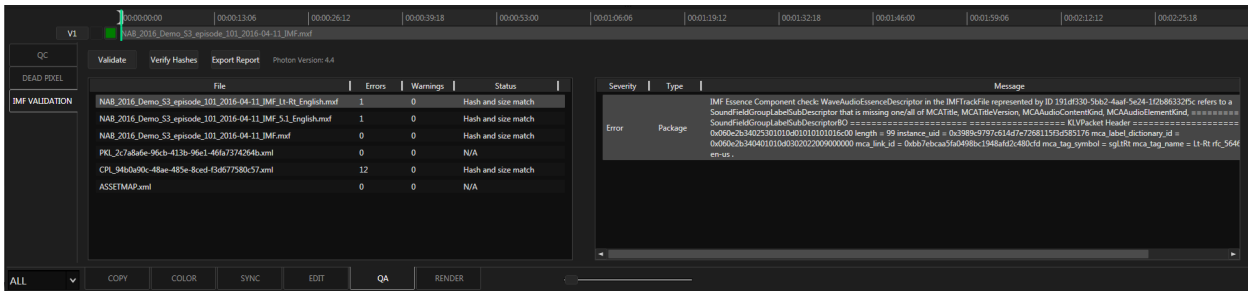 00:00:00:00 00:00:13:06 00:00:26:12 00:00:39:18 00:00:53:00 00:01:06:06 00:01:19:12 00:01:32:18 00:01:46:00 00:01:59:06 00:02:12:12 00:02:25:18
V1 NAB_2016_Demo_S3_episode_101_2016-04-11_IMF.mxf
QC
DEAD PIXEL
IMF VALIDATION
Validate Verify Hashes Export Report Photon Version: 4.4
File Errors Warnings Status
NAB_2016_Demo_S3_episode_101_2016-04-11_IMF_Lt-Rt_English.mxf 1 0 Hash and size match
NAB_2016_Demo_S3_episode_101_2016-04-11_IMF_5.1_English.mxf 1 0 Hash and size match
NAB_2016_Demo_S3_episode_101_2016-04-11_IMF.mxf 0 0 Hash and size match
PKL_2c7a8a6e-96cb-413b-96e1-46fa7374264b.xml 0 0 N/A
CPL_94b0a90c-48ae-485e-8ced-f3d677580c57.xml 12 0 Hash and size match
ASSETMAP.xml 0 0 N/A
Severity Type Message
Error Package
IMF Essence Component check: WaveAudioEssenceDescriptor in the IMFTrackFile represented by ID 191df330-5bb2-4aaf-5e24-1f2b86332f5c refers to a
SoundFieldGroupLabelSubDescriptor that is missing one/all of MCATitle, MCATitleVersion, MCAAudioContentKind, MCAAudioElementKind, =========
SoundFieldGroupLabelSubDescriptorBO ====================== ====================== KLVPacket Header ======================
0x060e2b34025301010d01010101016c00 length = 99 instance_uid = 0x3989c9797c614d7e7268115f3d585176 mca_label_dictionary_id =
0x060e2b340401010d0302022009000000 mca_link_id = 0xbb7ebcaa5fa0498bc1948afd2c480cfd mca_tag_symbol = sgLtRt mca_tag_name = Lt-Rt rfc_5646
en-us .
ALL COPY COLOR SYNC EDIT QA RENDER